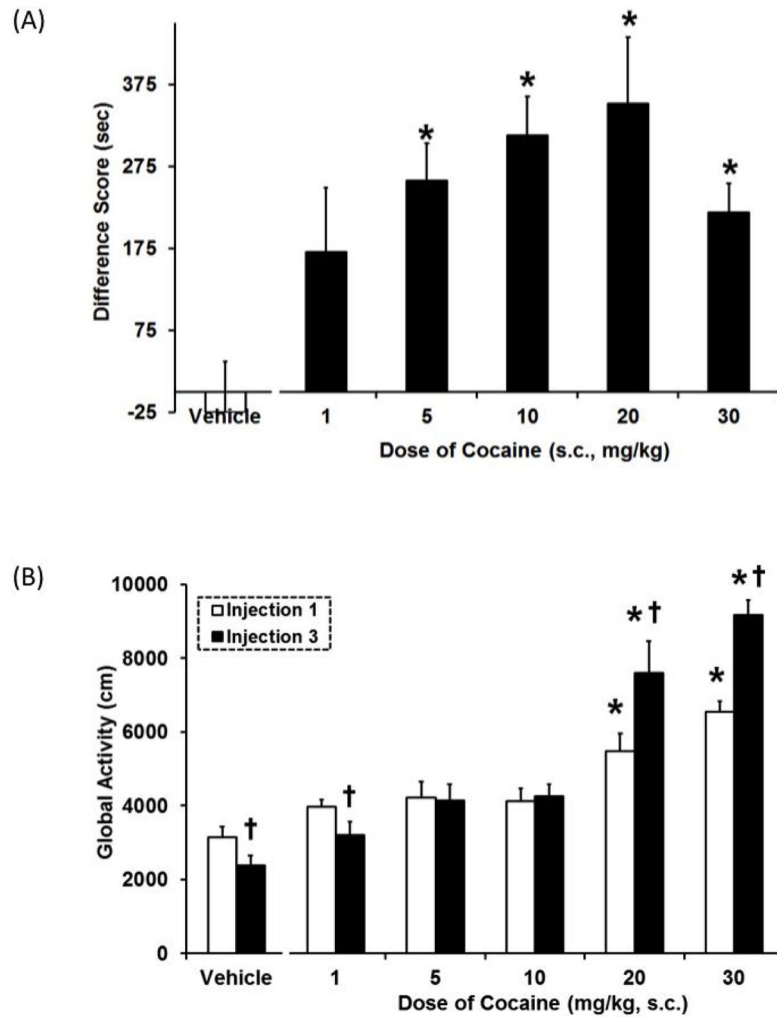 (A)
Difference Score (sec)
375
275
175
75
-25
*
*
*
*
Vehicle 1 5 10 20 30
Dose of Cocaine (s.c., mg/kg)
(B)
Global Activity (cm)
10000
8000
6000
4000
2000
0
Injection 1
Injection 3
†
†
*
*†
*
*†
Vehicle 1 5 10 20 30
Dose of Cocaine (mg/kg, s.c.)